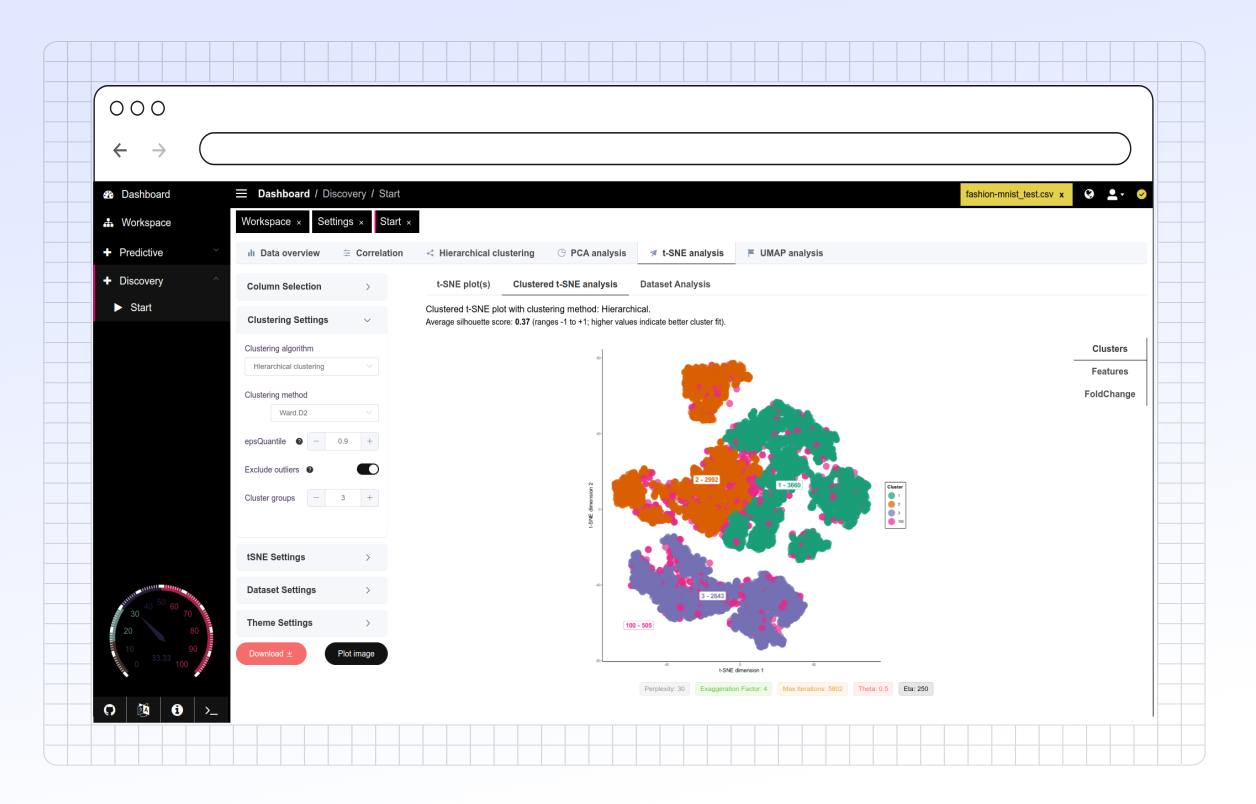 Dashboard
Workspace
Predictive
Discovery
Start
Dashboard / Discovery / Start
fashion-mnist_test.csv x
Workspace × Settings × Start ×
Data overview Correlation Hierarchical clustering PCA analysis t-SNE analysis UMAP analysis
Column Selection
Clustering Settings
Clustering algorithm
Hierarchical clustering
Clustering method
Ward.D2
epsQuantile ? − 0.9 +
Exclude outliers ?
Cluster groups − 3 +
tSNE Settings
Dataset Settings
Theme Settings
Download
Plot image
t-SNE plot(s) Clustered t-SNE analysis Dataset Analysis
Clustered t-SNE plot with clustering method: Hierarchical.
Average silhouette score: 0.37 (ranges -1 to +1; higher values indicate better cluster fit).
Clusters
Features
FoldChange
2 - 2992
1 - 3660
3 - 2843
100 - 505
t-SNE dimension 2
t-SNE dimension 1
Cluster
1
2
3
100
Perplexity: 30 Exaggeration Factor: 4 Max Iterations: 5602 Theta: 0.5 Eta: 250
0 10 20 30 40 50 60 70 80 90 100
33.33